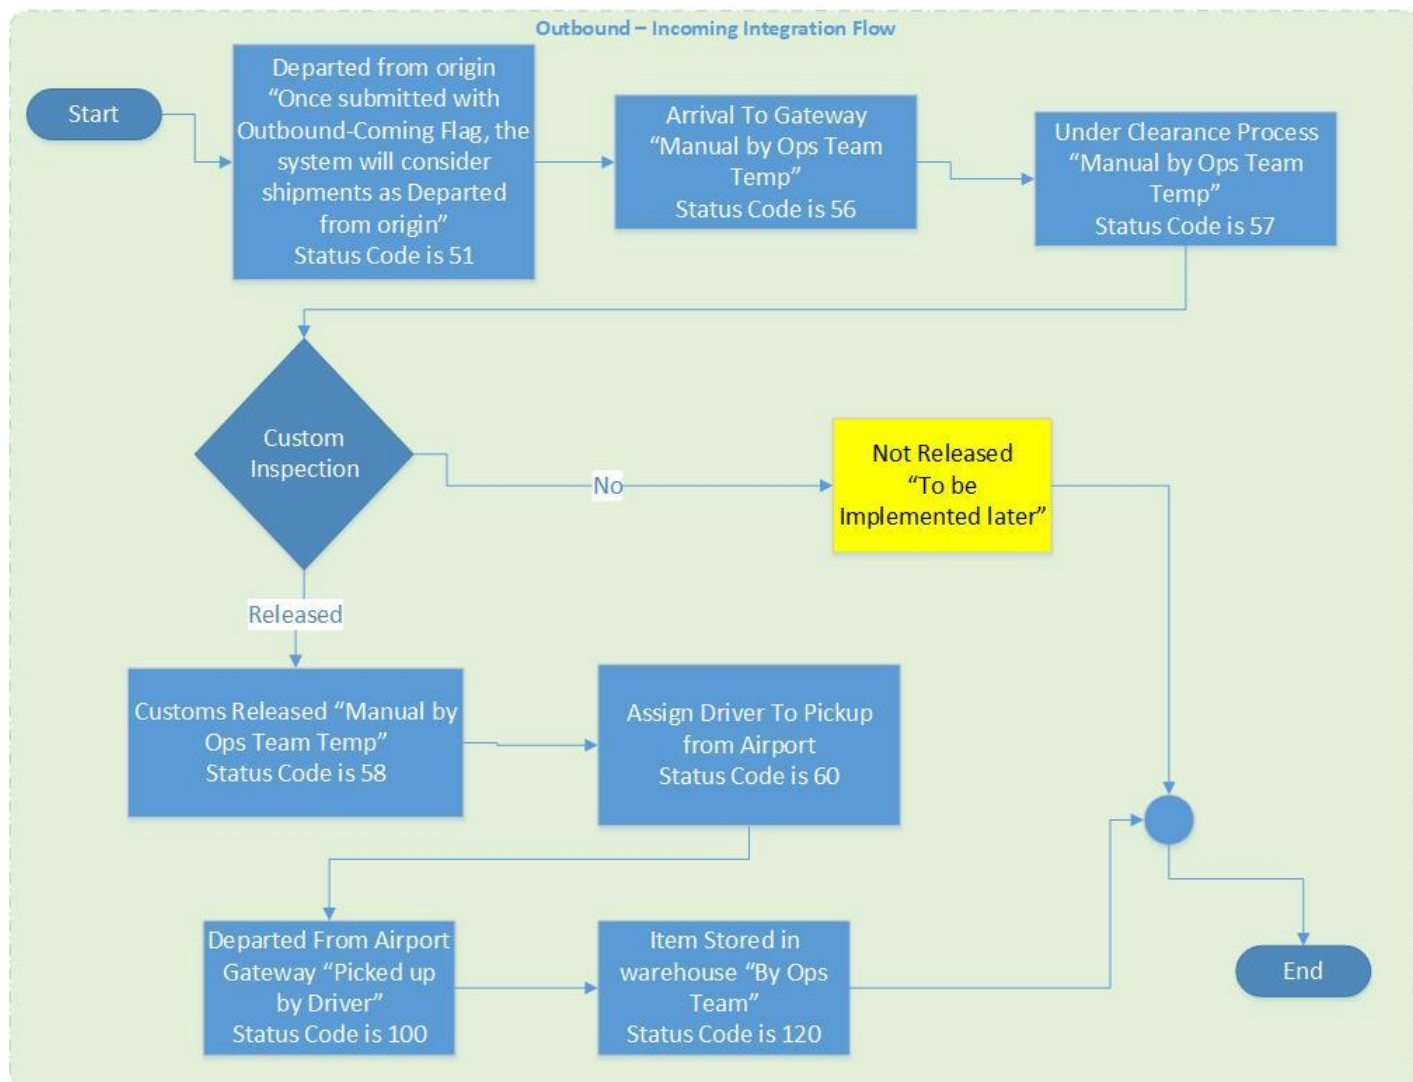 Outbound – Incoming Integration Flow
Start
Departed from origin
“Once submitted with
Outbound-Coming Flag, the
system will consider
shipments as Departed
from origin”
Status Code is 51
Arrival To Gateway
“Manual by Ops Team
Temp”
Status Code is 56
Under Clearance Process
“Manual by Ops Team
Temp”
Status Code is 57
Custom
Inspection
No
Not Released
“To be
Implemented later”
Released
Customs Released “Manual by
Ops Team Temp”
Status Code is 58
Assign Driver To Pickup
from Airport
Status Code is 60
Departed From Airport
Gateway “Picked up
by Driver”
Status Code is 100
Item Stored in
warehouse “By Ops
Team”
Status Code is 120
End